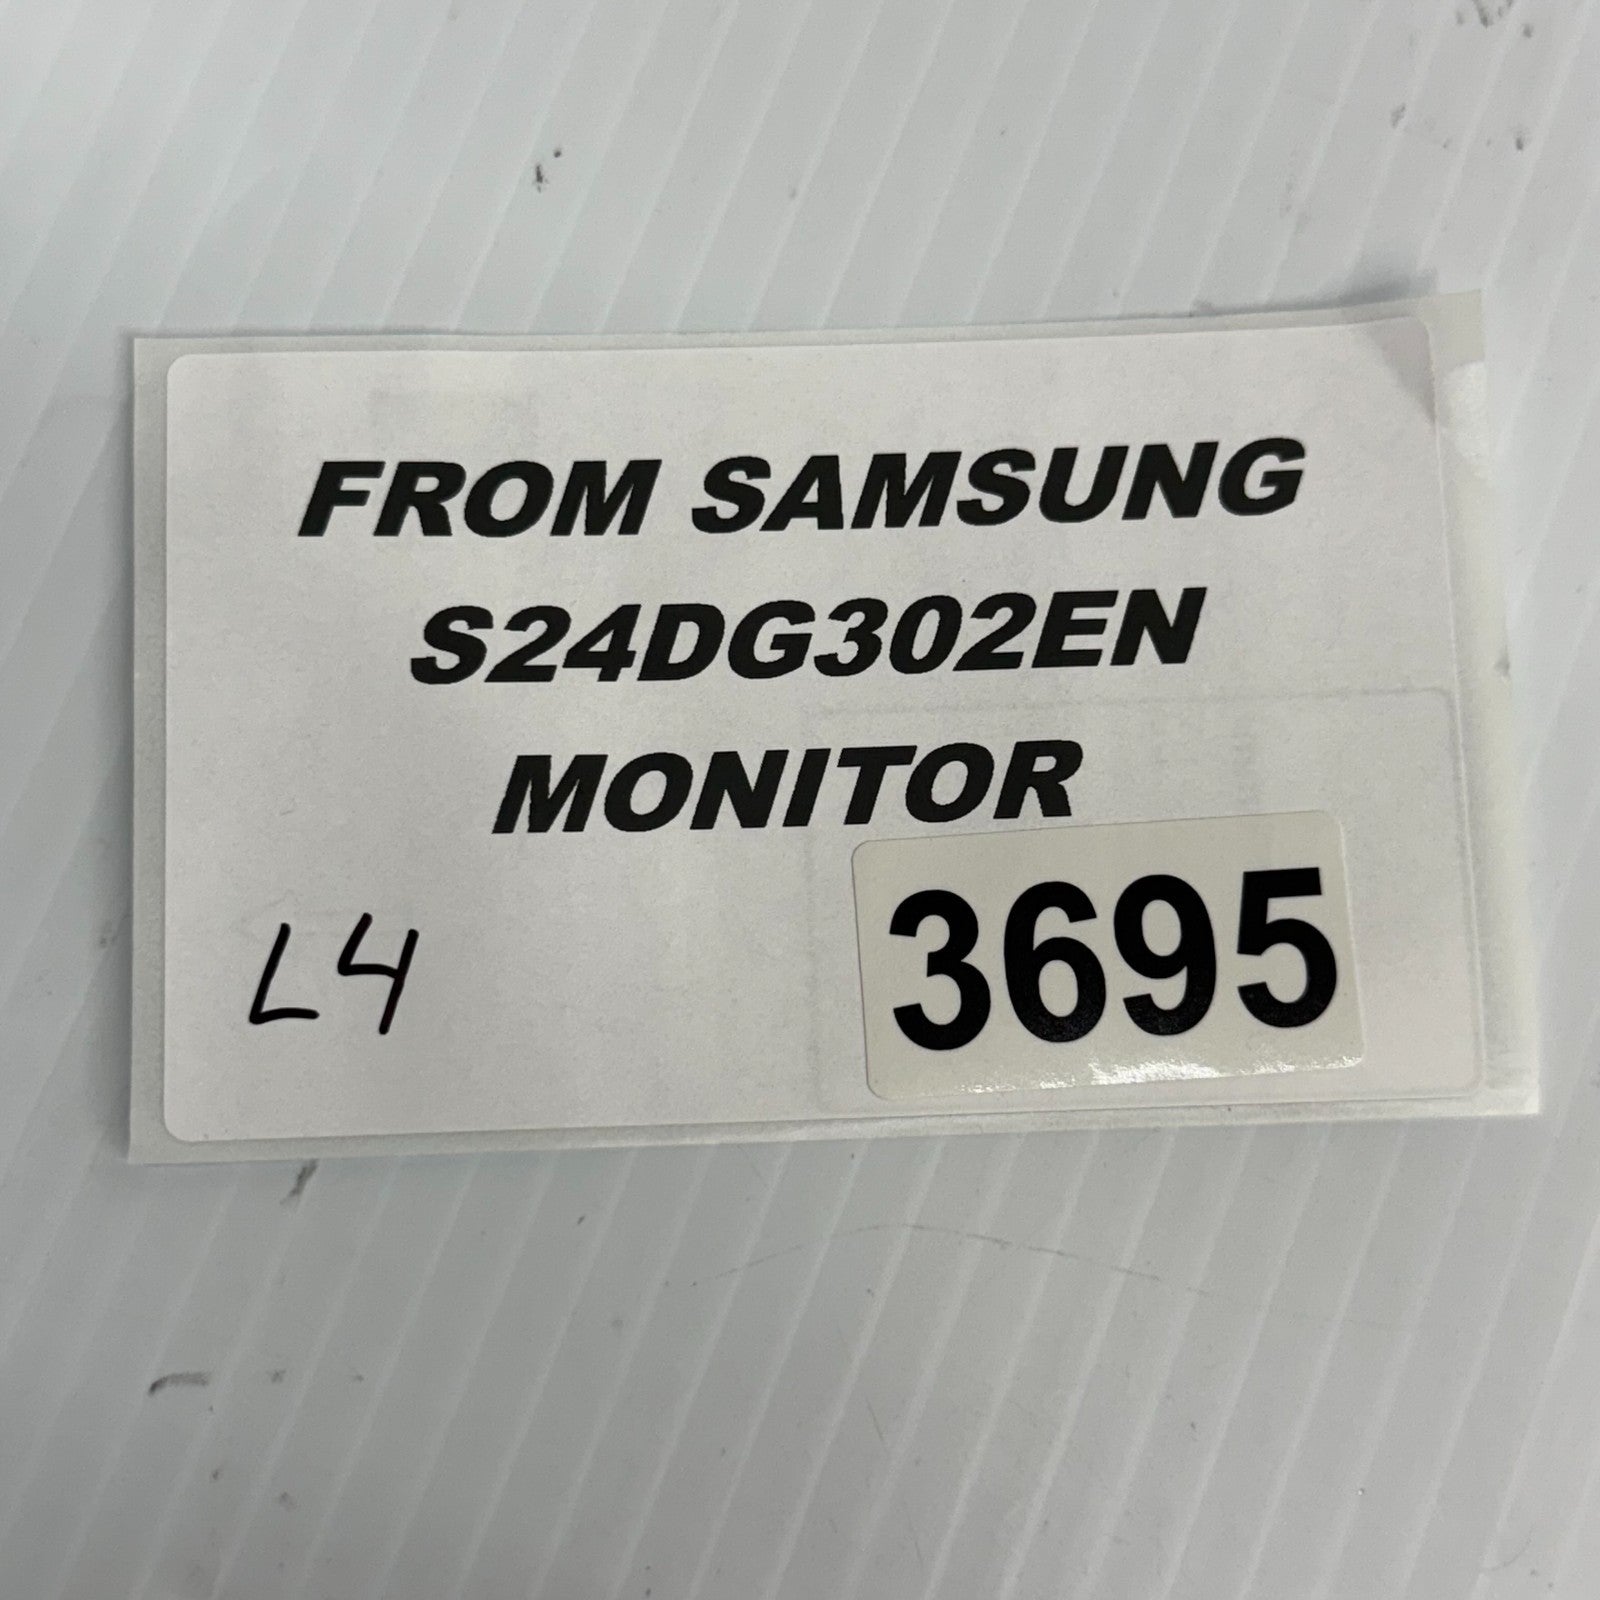 FROM SAMSUNG
S24DG302EN
MONITOR
L4
3695